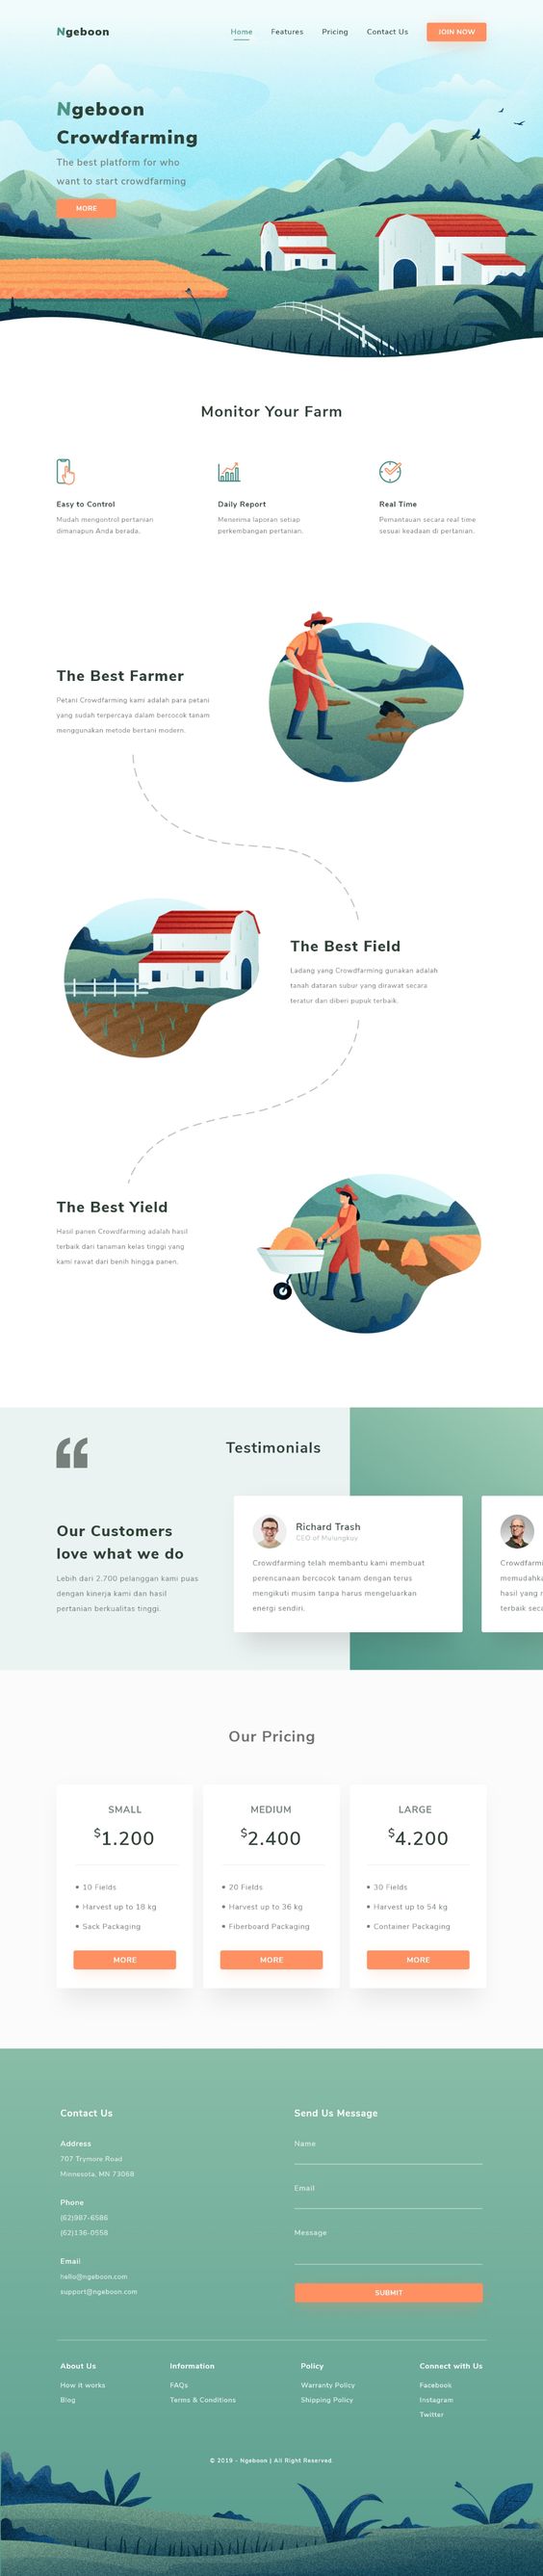 Ngeboon
Home Features Pricing Contact Us JOIN NOW
Ngeboon
Crowdfarming
The best platform for who
want to start crowdfarming
MORE
Monitor Your Farm
Easy to Control
Mudah mengontrol pertanian
dimanapun Anda berada.
Daily Report
Menerima laporan setiap
perkembangan pertanian.
Real Time
Pemantauan secara real time
sesuai keadaan di pertanian.
The Best Farmer
Petani Crowdfarming kami adalah para petani
yang sudah terpercaya dalam bercocok tanam
menggunakan metode bertani modern.
The Best Field
Ladang yang Crowdfarming gunakan adalah
tanah dataran subur yang dirawat secara
teratur dan diberi pupuk terbaik.
The Best Yield
Hasil panen Crowdfarming adalah hasil
terbaik dari tanaman kelas tinggi yang
kami rawat dari benih hingga panen.
Testimonials
Our Customers
love what we do
Lebih dari 2.700 pelanggan kami puas
dengan kinerja kami dan hasil
pertanian berkualitas tinggi.
Richard Trash
CEO of Mulungkau
Crowdfarming telah membantu kami membuat
perencanaan bercocok tanam dengan terus
mengikuti musim tanpa harus mengeluarkan
energi sendiri.
Crowdfarmi
memudahka
hasil yang r
terbaik seca
Our Pricing
SMALL
$1.200
• 10 Fields
• Harvest up to 18 kg
• Sack Packaging
MORE
MEDIUM
$2.400
• 20 Fields
• Harvest up to 36 kg
• Fiberboard Packaging
MORE
LARGE
$4.200
• 30 Fields
• Harvest up to 54 kg
• Container Packaging
MORE
Contact Us
Address
707 Trymore Road
Minnesota, MN 73068
Phone
(62)987-6586
(62)136-0558
Email
hello@ngeboon.com
support@ngeboon.com
Send Us Message
Name
Email
Message
SUBMIT
About Us
How it works
Blog
Information
FAQs
Terms & Conditions
Policy
Warranty Policy
Shipping Policy
Connect with Us
Facebook
Instagram
Twitter
© 2019 - Ngeboon | All Right Reserved